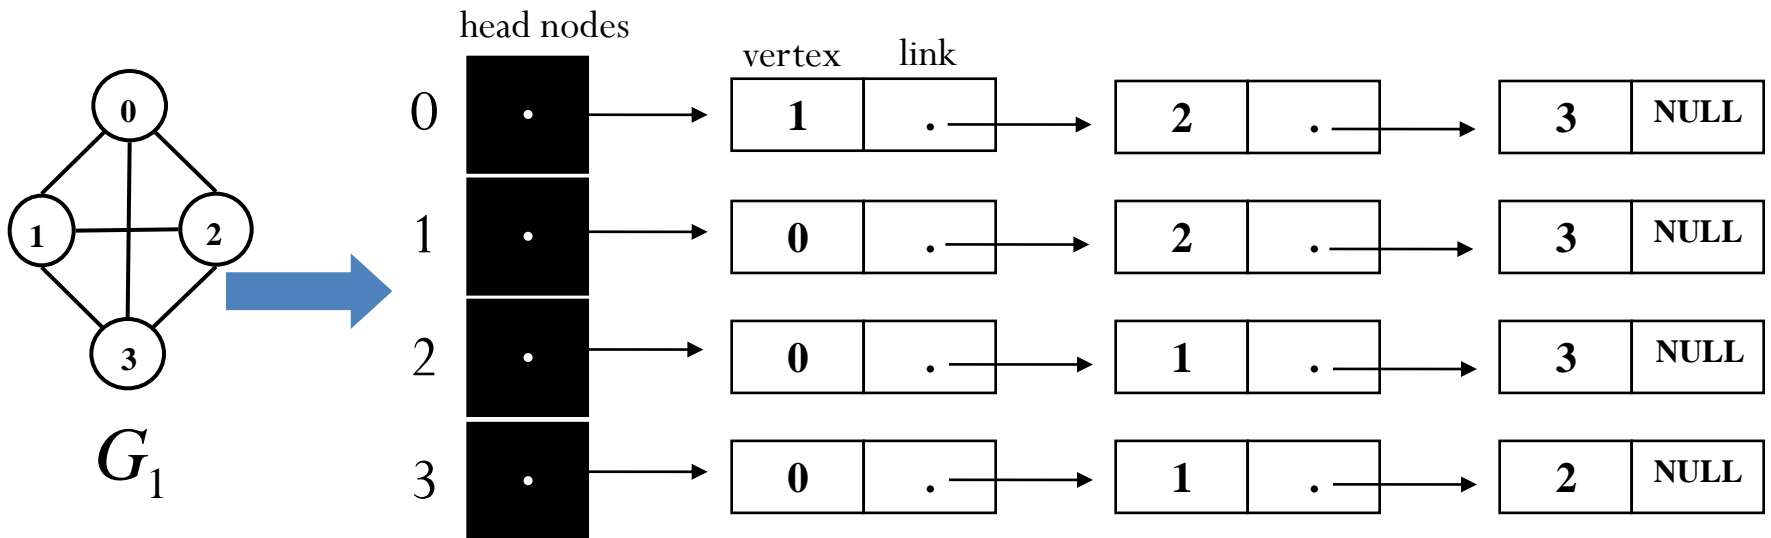 head nodes
vertex link
0 1 . 2 . 3 NULL
1 0 . 2 . 3 NULL
2 0 . 1 . 3 NULL
3 0 . 1 . 2 NULL
0
1 2
3
G1